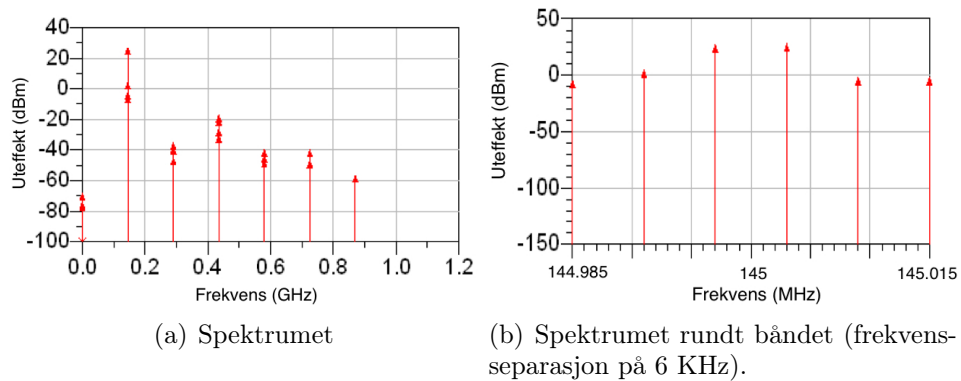 40
20
0
-20
-40
-60
-80
-100
Uteffekt (dBm)
0.0 0.2 0.4 0.6 0.8 1.0 1.2
Frekvens (GHz)
(a) Spektrumet
50
0
-50
-100
-150
Uteffekt (dBm)
144.985 145 145.015
Frekvens (MHz)
(b) Spektrumet rundt båndet (frekvens-
separasjon på 6 KHz).